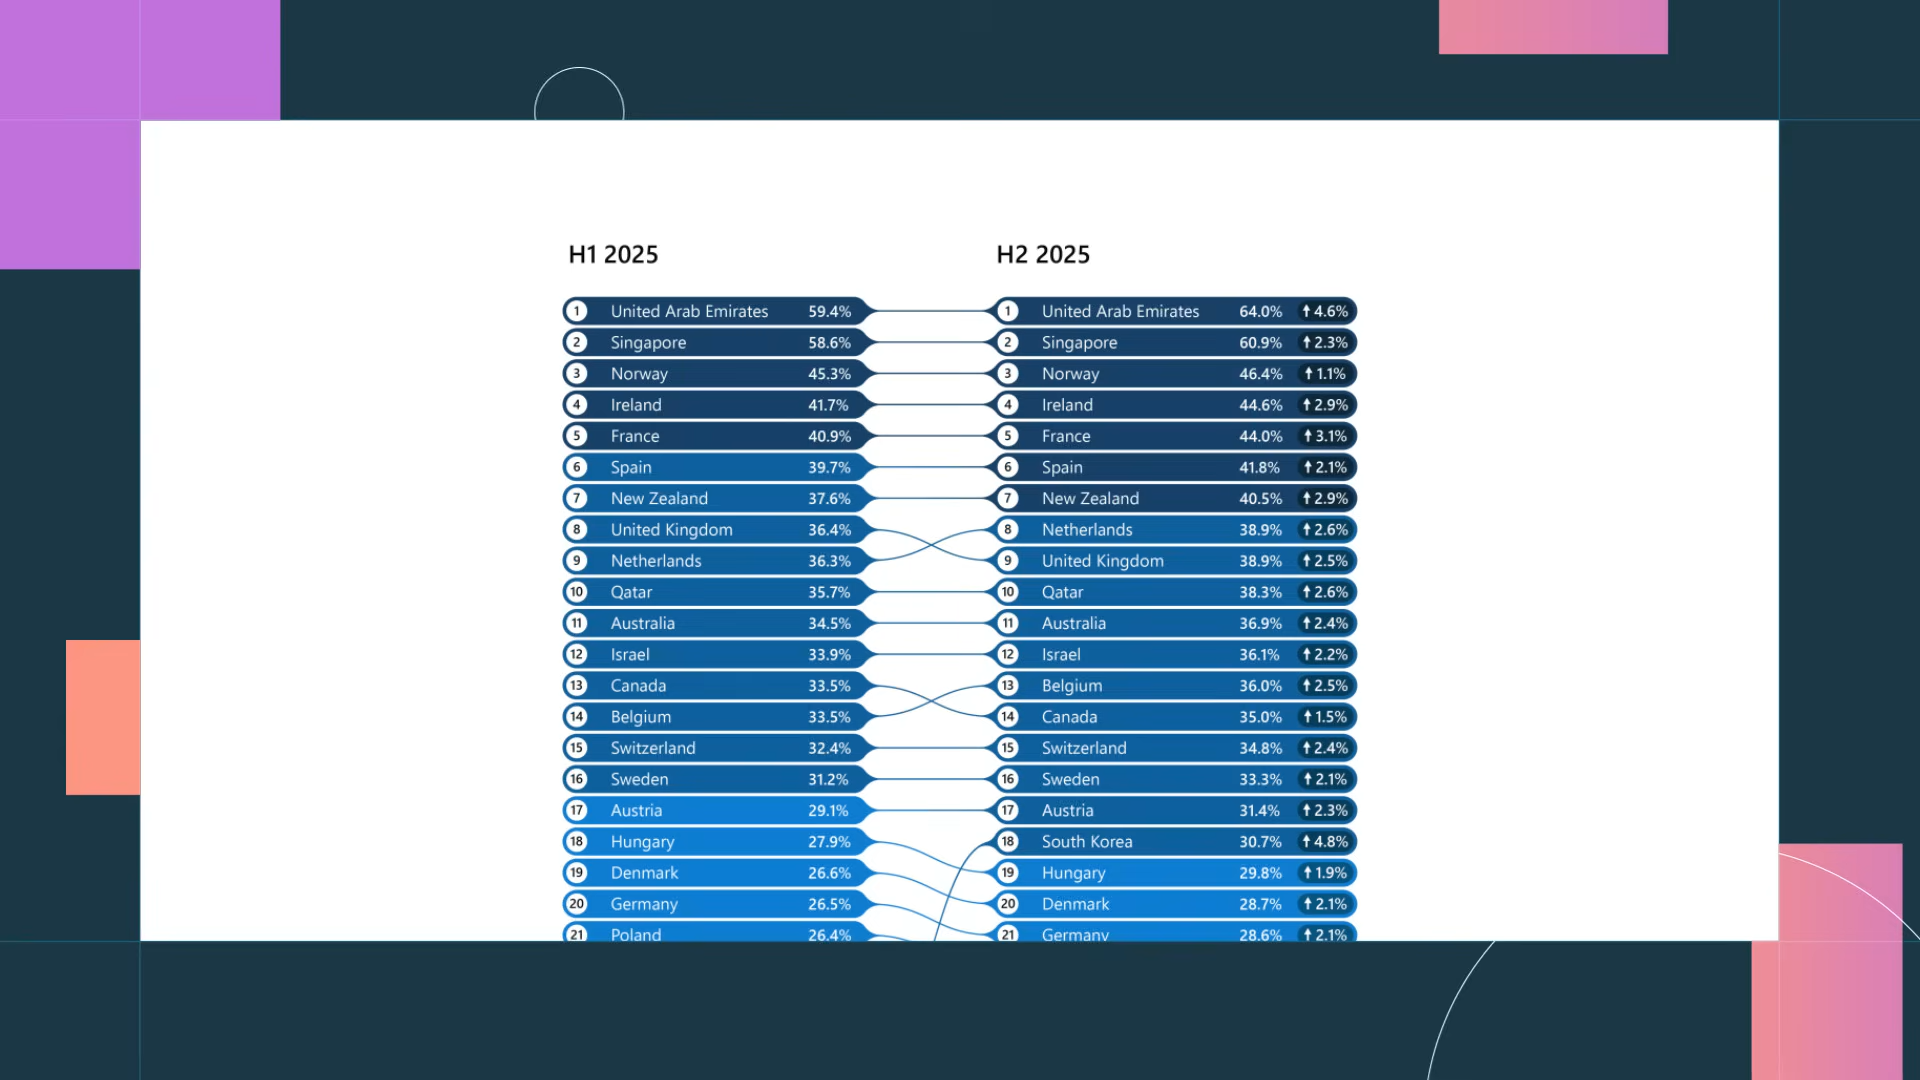 H1 2025 H2 2025
1 United Arab Emirates 59.4% 1 United Arab Emirates 64.0% ↑4.6%
2 Singapore 58.6% 2 Singapore 60.9% ↑2.3%
3 Norway 45.3% 3 Norway 46.4% ↑1.1%
4 Ireland 41.7% 4 Ireland 44.6% ↑2.9%
5 France 40.9% 5 France 44.0% ↑3.1%
6 Spain 39.7% 6 Spain 41.8% ↑2.1%
7 New Zealand 37.6% 7 New Zealand 40.5% ↑2.9%
8 United Kingdom 36.4% 8 Netherlands 38.9% ↑2.6%
9 Netherlands 36.3% 9 United Kingdom 38.9% ↑2.5%
10 Qatar 35.7% 10 Qatar 38.3% ↑2.6%
11 Australia 34.5% 11 Australia 36.9% ↑2.4%
12 Israel 33.9% 12 Israel 36.1% ↑2.2%
13 Canada 33.5% 13 Belgium 36.0% ↑2.5%
14 Belgium 33.5% 14 Canada 35.0% ↑1.5%
15 Switzerland 32.4% 15 Switzerland 34.8% ↑2.4%
16 Sweden 31.2% 16 Sweden 33.3% ↑2.1%
17 Austria 29.1% 17 Austria 31.4% ↑2.3%
18 Hungary 27.9% 18 South Korea 30.7% ↑4.8%
19 Denmark 26.6% 19 Hungary 29.8% ↑1.9%
20 Germany 26.5% 20 Denmark 28.7% ↑2.1%
21 Poland 26.4% 21 Germany 28.6% ↑2.1%